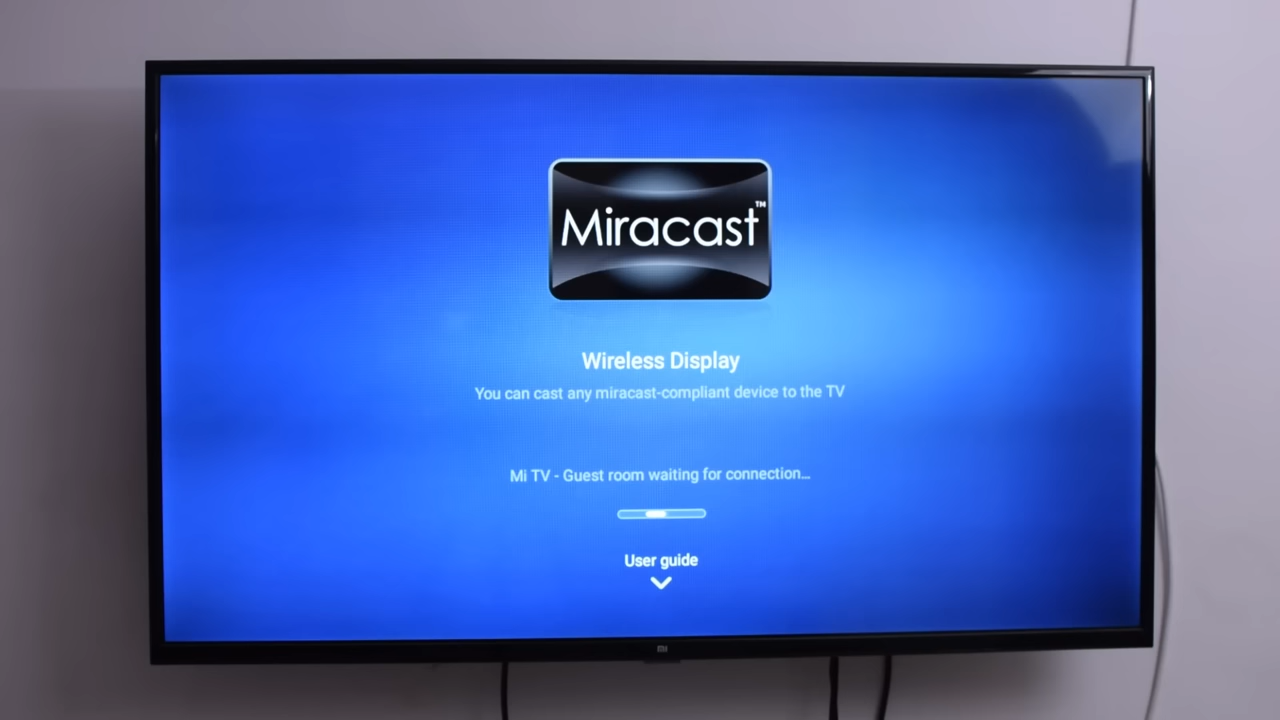 Miracast™
Wireless Display
You can cast any miracast-compliant device to the TV
Mi TV - Guest room waiting for connection...
User guide
mi